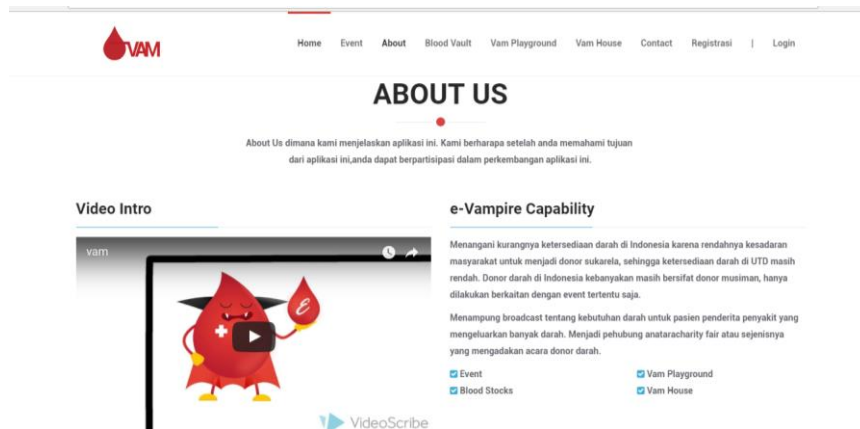 VAM
Home Event About Blood Vault Vam Playground Vam House Contact Registrasi | Login
ABOUT US
About Us dimana kami menjelaskan aplikasi ini. Kami berharapa setelah anda memahami tujuan
dari aplikasi ini,anda dapat berpartisipasi dalam perkembangan aplikasi ini.
Video Intro
vam
E
VideoScribe
e-Vampire Capability
Menangani kurangnya ketersediaan darah di Indonesia karena rendahnya kesadaran
masyarakat untuk menjadi donor sukarela, sehingga ketersediaan darah di UTD masih
rendah. Donor darah di Indonesia kebanyakan masih bersifat donor musiman, hanya
dilakukan berkaitan dengan event tertentu saja.
Menampung broadcast tentang kebutuhan darah untuk pasien penderita penyakit yang
mengeluarkan banyak darah. Menjadi pehubung anataracharity fair atau sejenisnya
yang mengadakan acara donor darah.
Event
Vam Playground
Blood Stocks
Vam House